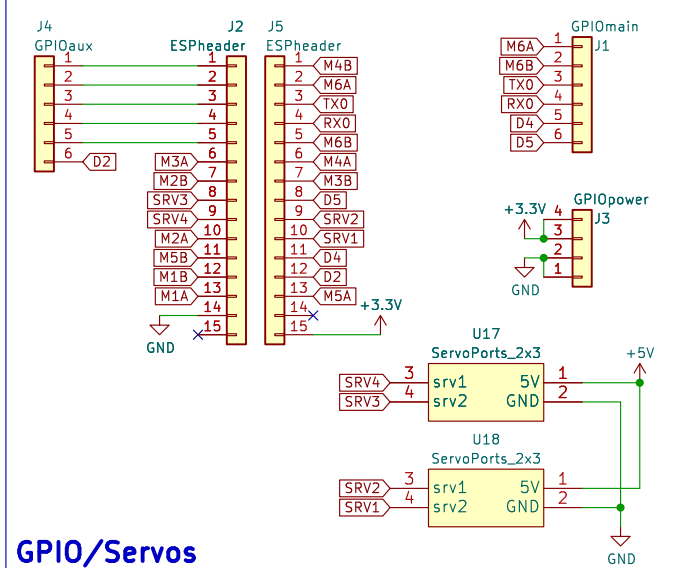 J4
GPIOaux
1
2
3
4
5
6
D2
J2
ESPheader
1
2
3
4
5
M3A 6
M2B 7
SRV3 8
SRV4 9
M2A 10
M5B 11
M1B 12
M1A 13
14
15
GND
J5
ESPheader
1 M4B
2 M6A
3 TX0
4 RX0
5 M6B
6 M4A
7 M3B
8 D5
9 SRV2
10 SRV1
11 D4
12 D2
13 M5A
14
15
+3.3V
GPIOmain
J1
M6A 1
M6B 2
TX0 3
RX0 4
D4 5
D5 6
GPIOpower
J3
+3.3V
4
3
2
1
GND
U17
ServoPorts_2x3
SRV4 3 srv1 5V 1
SRV3 4 srv2 GND 2
+5V
U18
ServoPorts_2x3
SRV2 3 srv1 5V 1
SRV1 4 srv2 GND 2
GND
GPIO/Servos